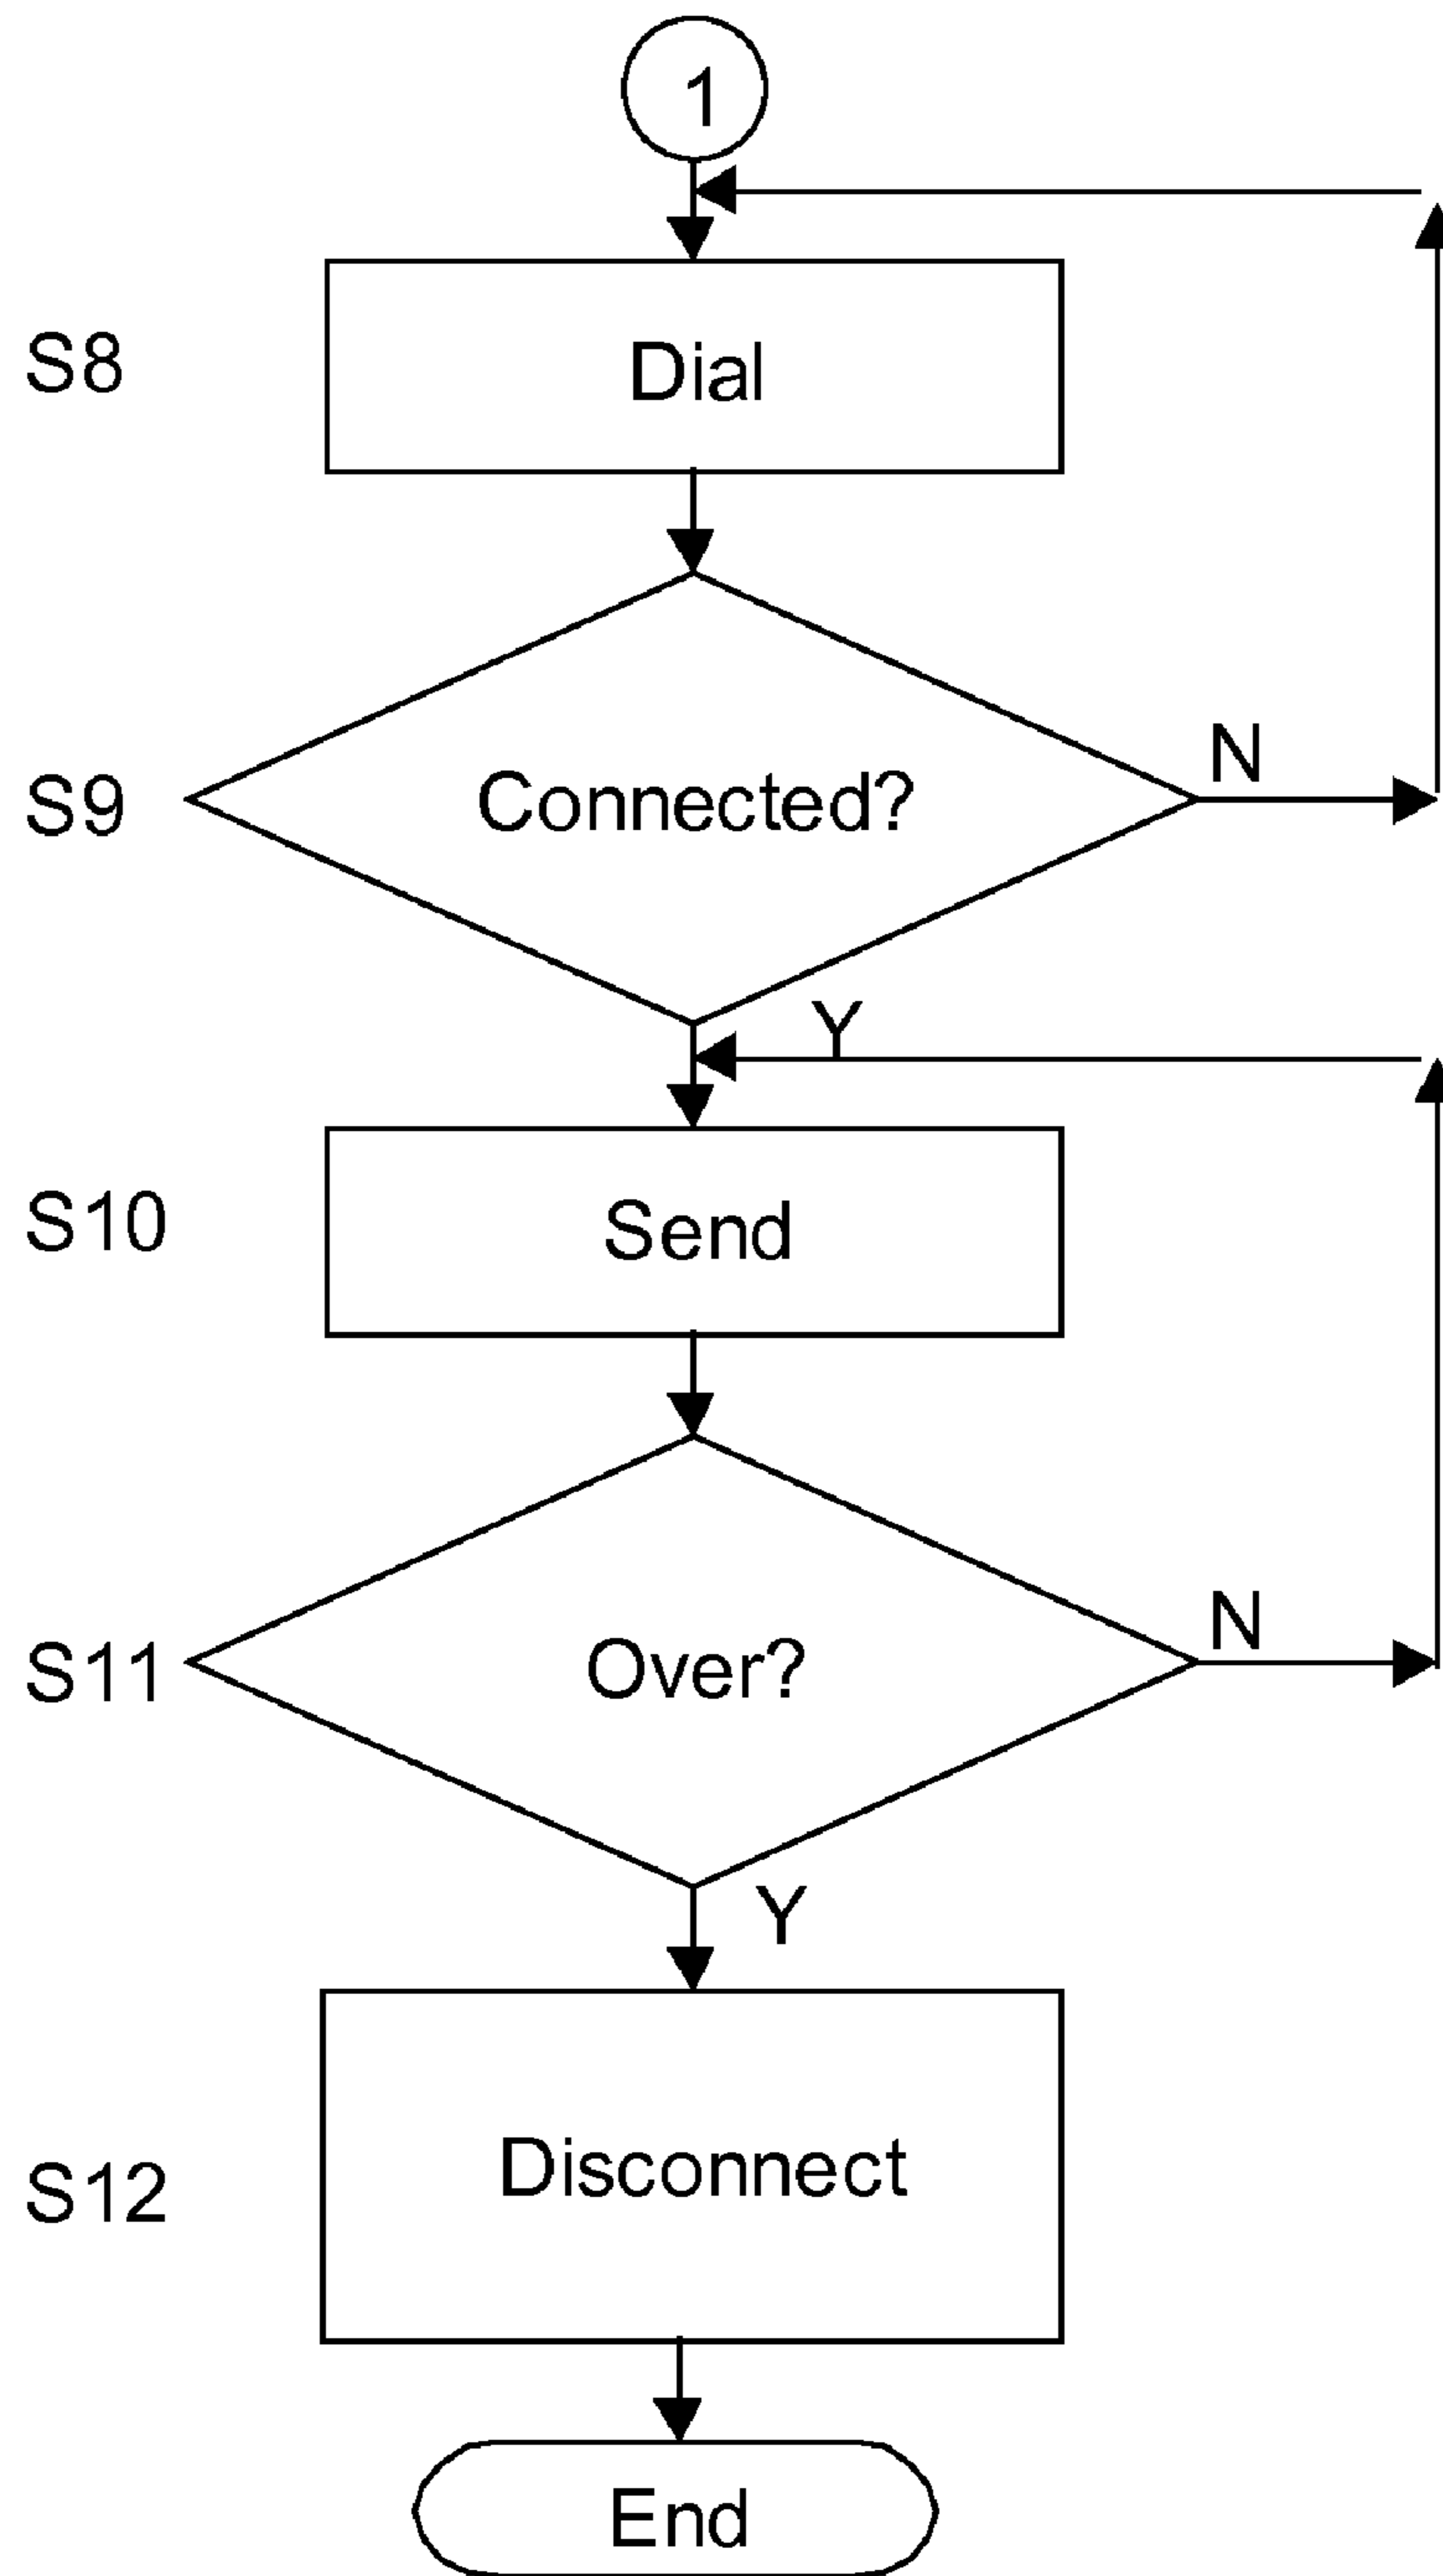 1
S8
Dial
S9
Connected?
N
Y
S10
Send
S11
Over?
N
Y
S12
Disconnect
End